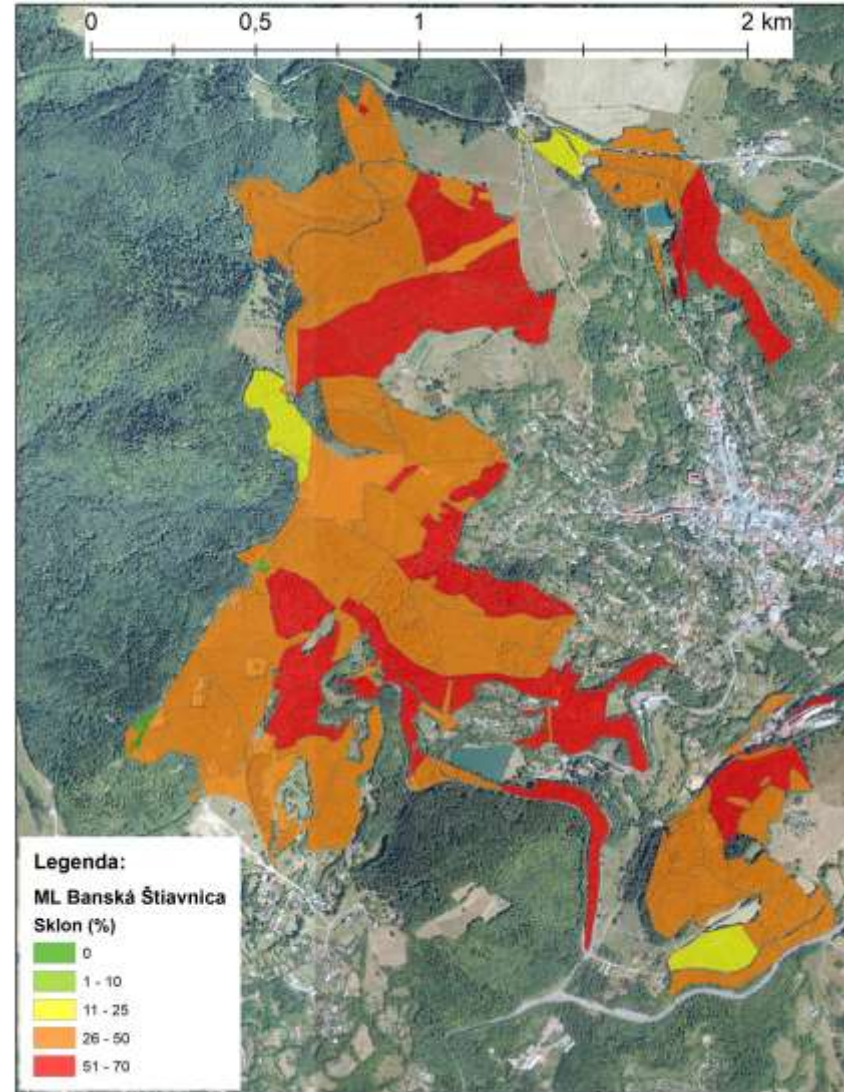 0 0,5 1 2 km
Legenda:
ML Banská Štiavnica
Sklon (%)
0
1 - 10
11 - 25
26 - 50
51 - 70